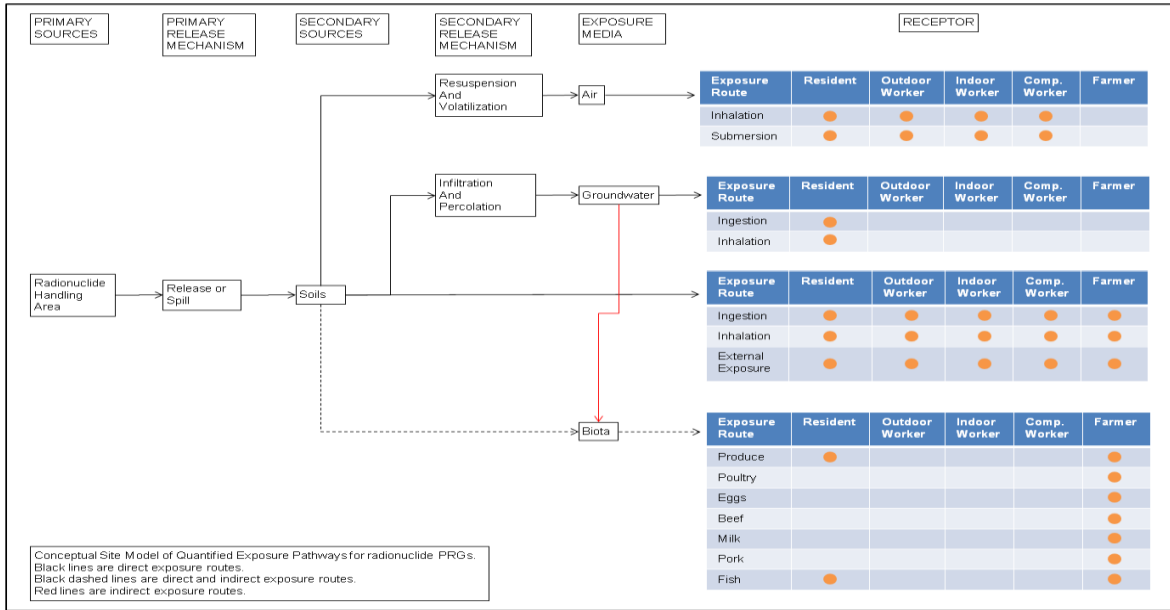 PRIMARY
SOURCES
PRIMARY
RELEASE
MECHANISM
SECONDARY
SOURCES
SECONDARY
RELEASE
MECHANISM
EXPOSURE
MEDIA
RECEPTOR
Resuspension
And
Volatilization
Air
Exposure
Route
Resident
Outdoor
Worker
Indoor
Worker
Comp.
Worker
Farmer
Inhalation
Submersion
Infiltration
And
Percolation
Groundwater
Exposure
Route
Resident
Outdoor
Worker
Indoor
Worker
Comp.
Worker
Farmer
Ingestion
Inhalation
Radionuclide
Handling
Area
Release or
Spill
Soils
Exposure
Route
Resident
Outdoor
Worker
Indoor
Worker
Comp.
Worker
Farmer
Ingestion
Inhalation
External
Exposure
Biota
Exposure
Route
Resident
Outdoor
Worker
Indoor
Worker
Comp.
Worker
Farmer
Produce
Poultry
Eggs
Beef
Milk
Pork
Fish
Conceptual Site Model of Quantified Exposure Pathways for radionuclide PRGs.
Black lines are direct exposure routes.
Black dashed lines are direct and indirect exposure routes.
Red lines are indirect exposure routes.